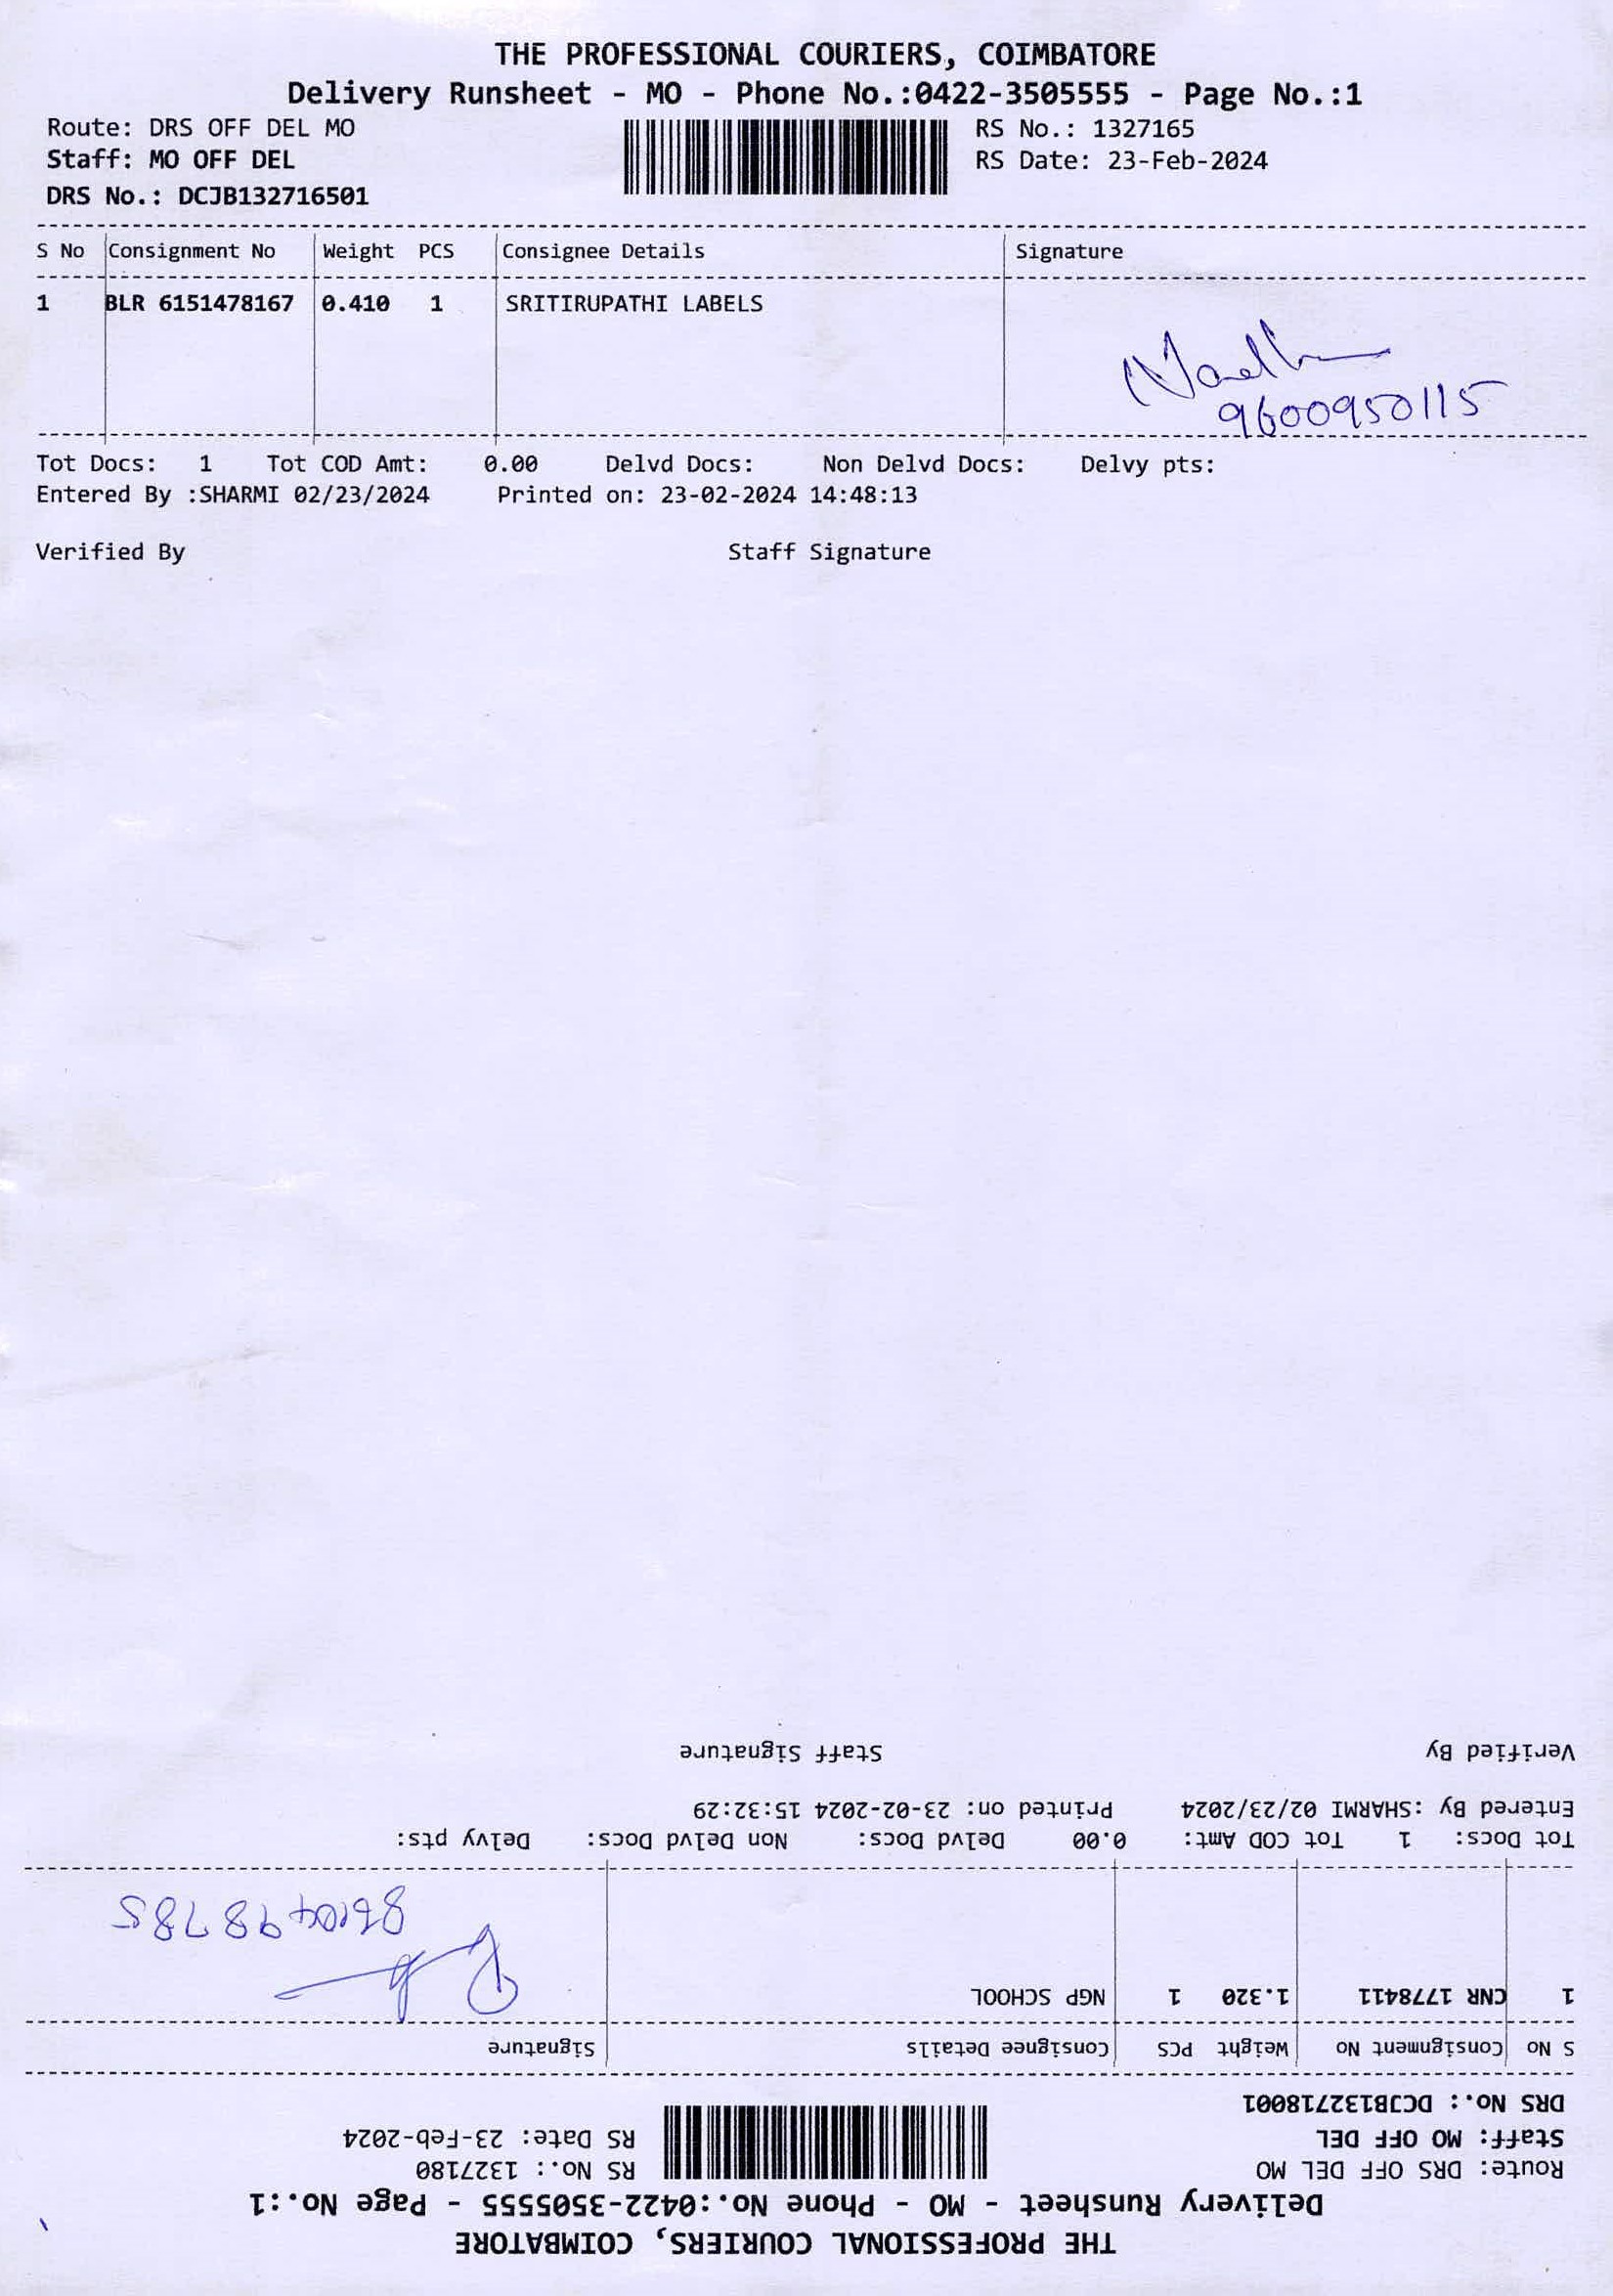 THE PROFESSIONAL COURIERS, COIMBATORE
Delivery Runsheet - MO - Phone No.:0422-3505555 - Page No.:1
Route: DRS OFF DEL MO RS No.: 1327165
Staff: MO OFF DEL RS Date: 23-Feb-2024
DRS No.: DCJB132716501
S No Consignment No Weight PCS Consignee Details Signature
1 BLR 6151478167 0.410 1 SRITIRUPATHI LABELS
9600950115
Tot Docs: 1 Tot COD Amt: 0.00 Delvd Docs: Non Delvd Docs: Delvy pts:
Entered By :SHARMI 02/23/2024 Printed on: 23-02-2024 14:48:13
Verified By Staff Signature
THE PROFESSIONAL COURIERS, COIMBATORE
Delivery Runsheet - MO - Phone No.:0422-3505555 - Page No.:1
Route: DRS OFF DEL MO RS No.: 1327180
Staff: MO OFF DEL RS Date: 23-Feb-2024
DRS No.: DCJB132718001
S No Consignment No Weight PCS Consignee Details Signature
1 CNR 1778411 1.320 1 NGP SCHOOL
Tot Docs: 1 Tot COD Amt: 0.00 Delvd Docs: Non Delvd Docs: Delvy pts:
Entered By :SHARMI 02/23/2024 Printed on: 23-02-2024 15:32:29
Verified By Staff Signature